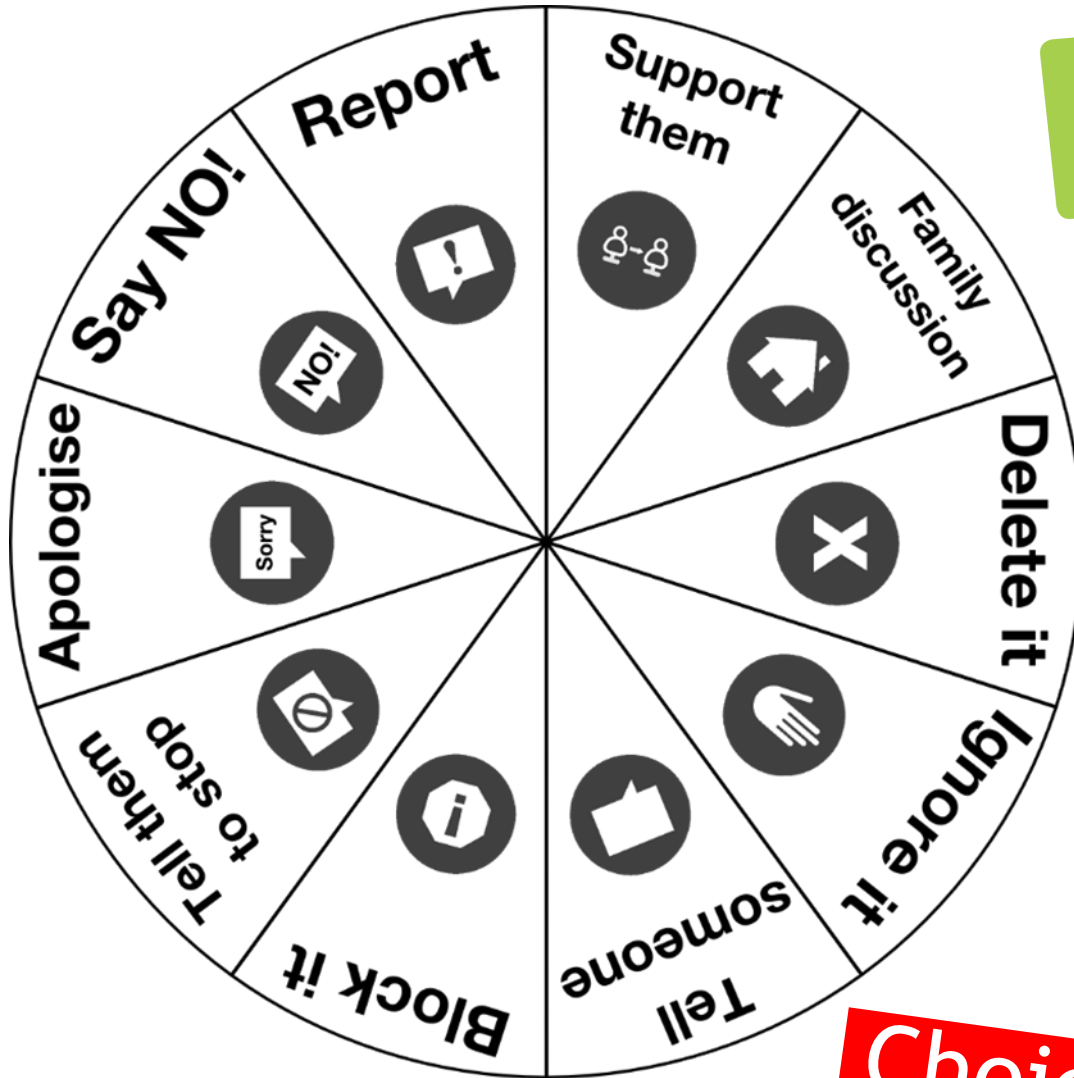 Support
them
Family
discussion
Delete it
Ignore it
Tell
someone
Block it
Tell them
to stop
Apologise
Sorry
Say NO!
NO!
Report
!